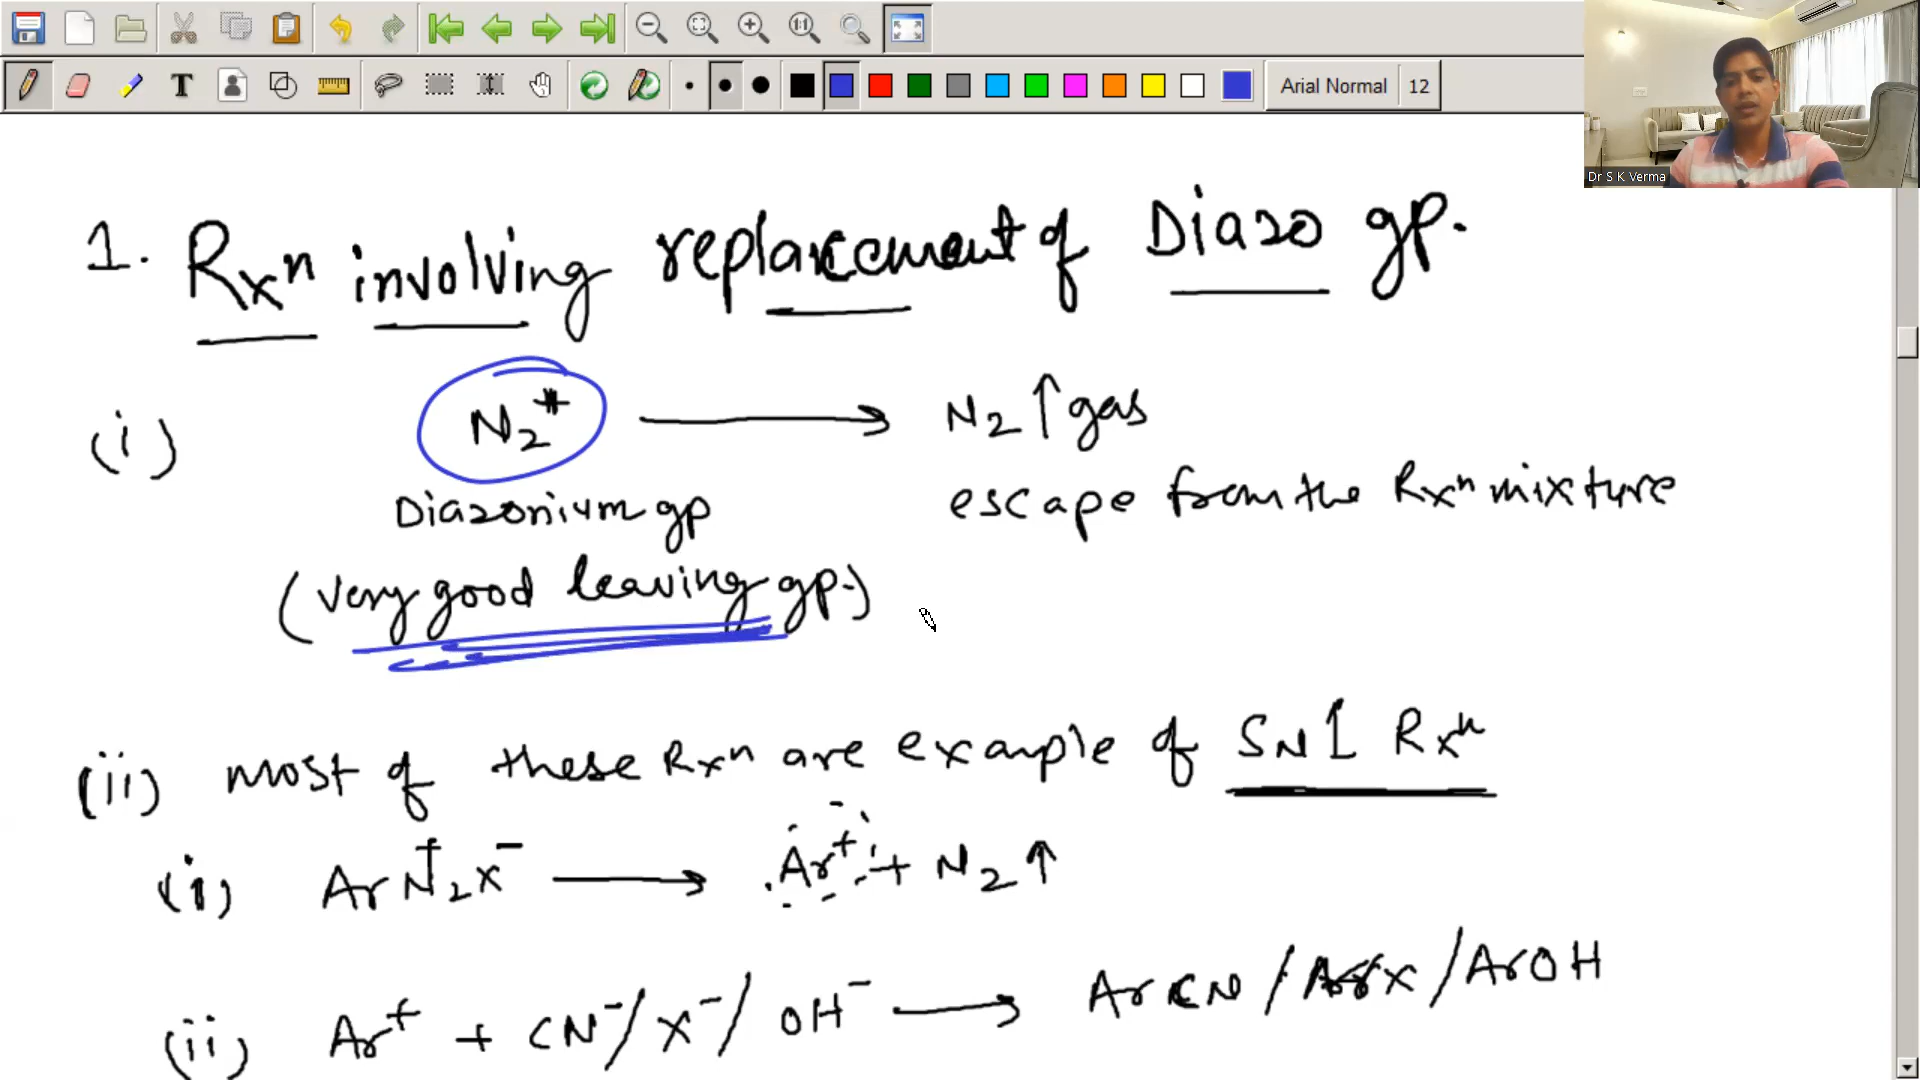 Arial Normal 12
Dr S K Verma
1. Rxn involving replacement of Diazo gp.
(i) N2+ ⟶ N2↑ gas
Diazonium gp escape from the Rxn mixture
(very good leaving gp.)
(ii) most of these Rxn are example of SN1 Rxn
(i) ArN2+X- ⟶ Ar+ + N2↑
(ii) Ar+ + CN-/X-/OH- ⟶ ArCN/ArX/ArOH